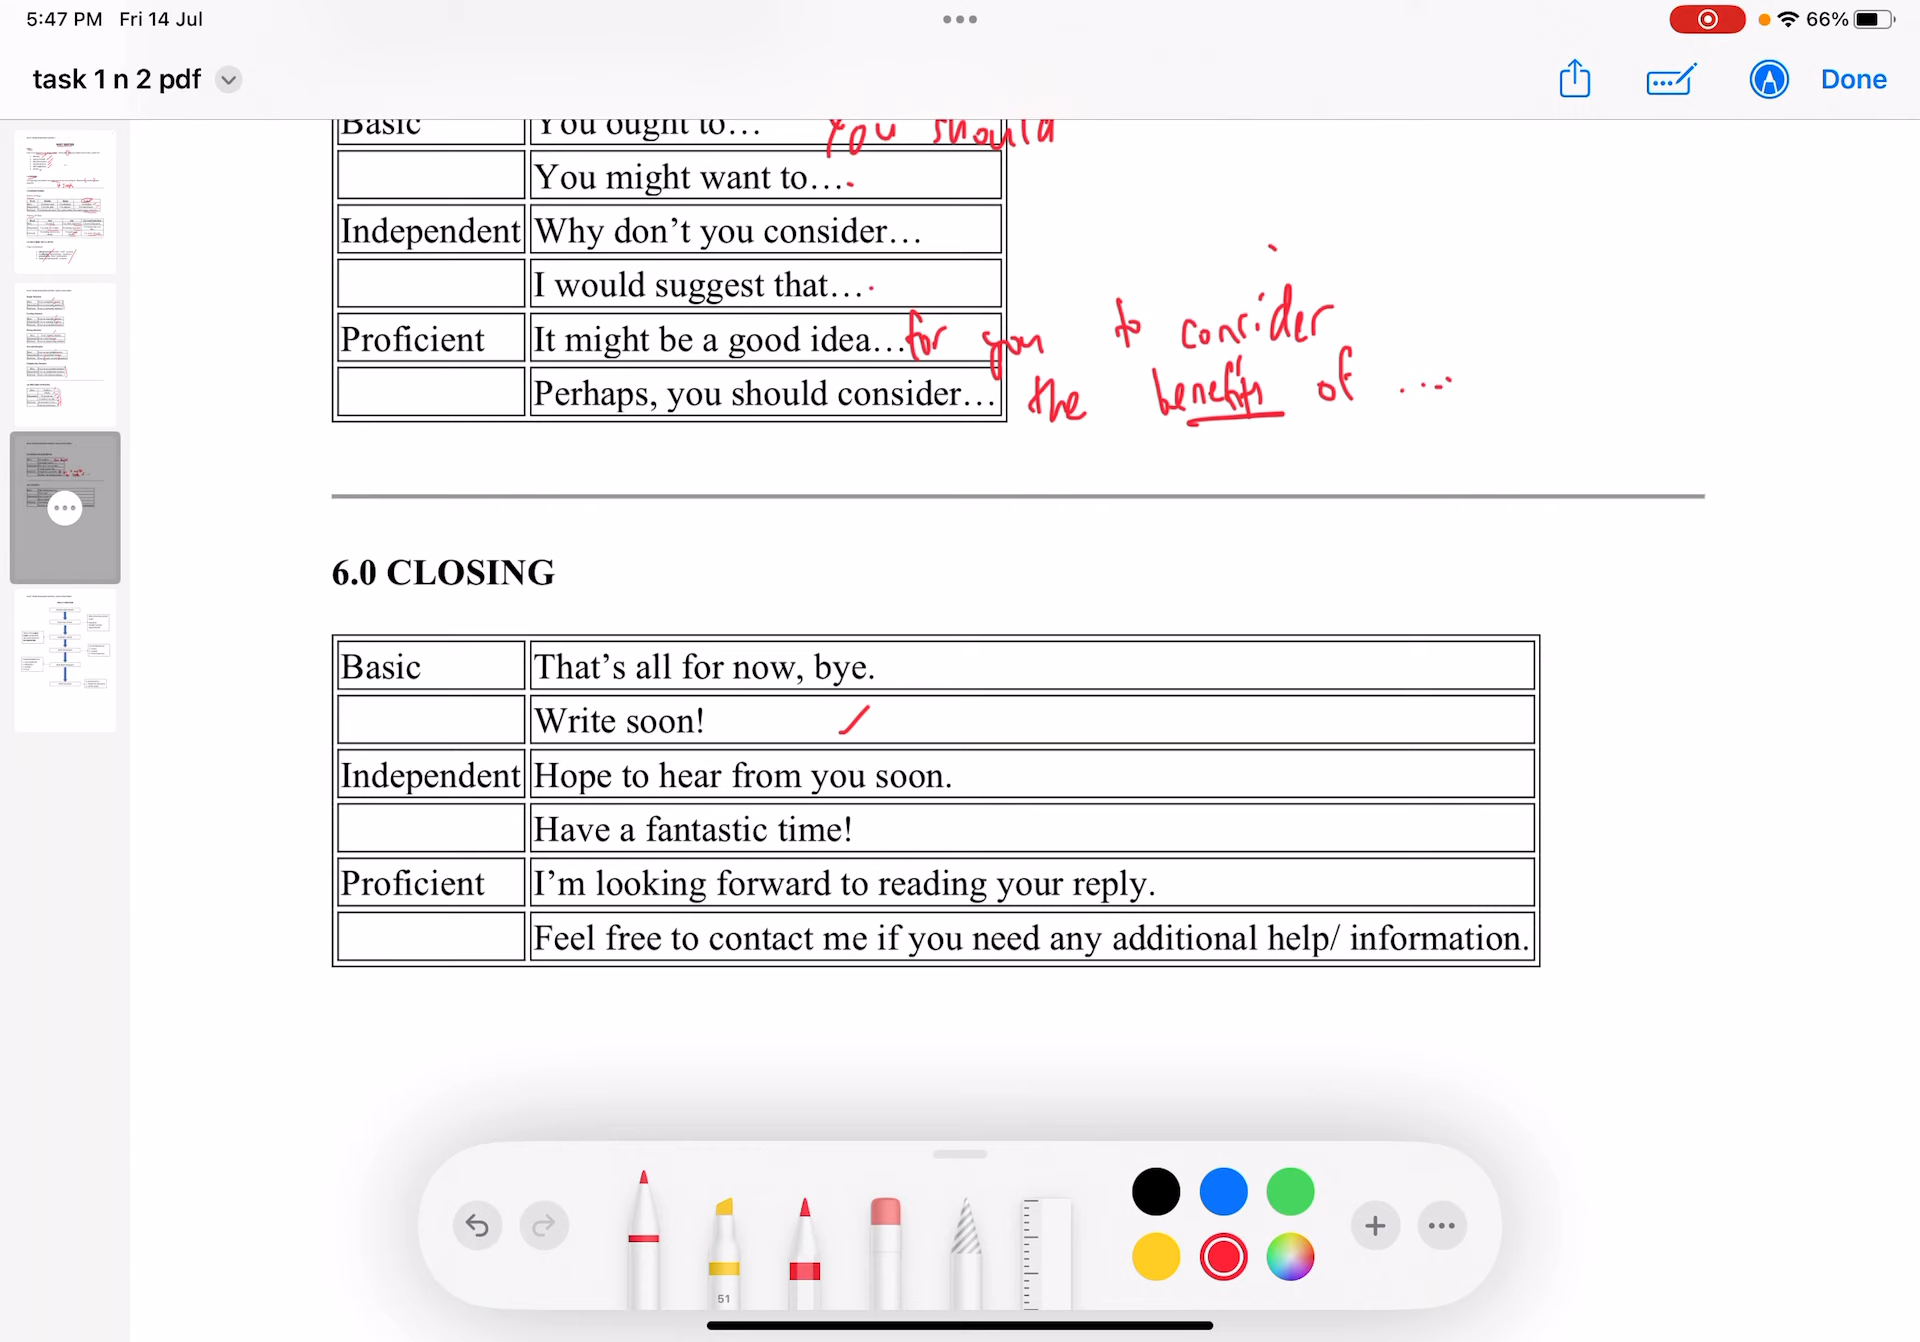 5:47 PM Fri 14 Jul
66%
task 1 n 2 pdf
Done
Basic You ought to… you should
You might want to…
Independent Why don’t you consider…
I would suggest that…
Proficient It might be a good idea… for you to consider
Perhaps, you should consider… the benefits of ....
6.0 CLOSING
Basic That’s all for now, bye.
Write soon!
Independent Hope to hear from you soon.
Have a fantastic time!
Proficient I’m looking forward to reading your reply.
Feel free to contact me if you need any additional help/ information.
51